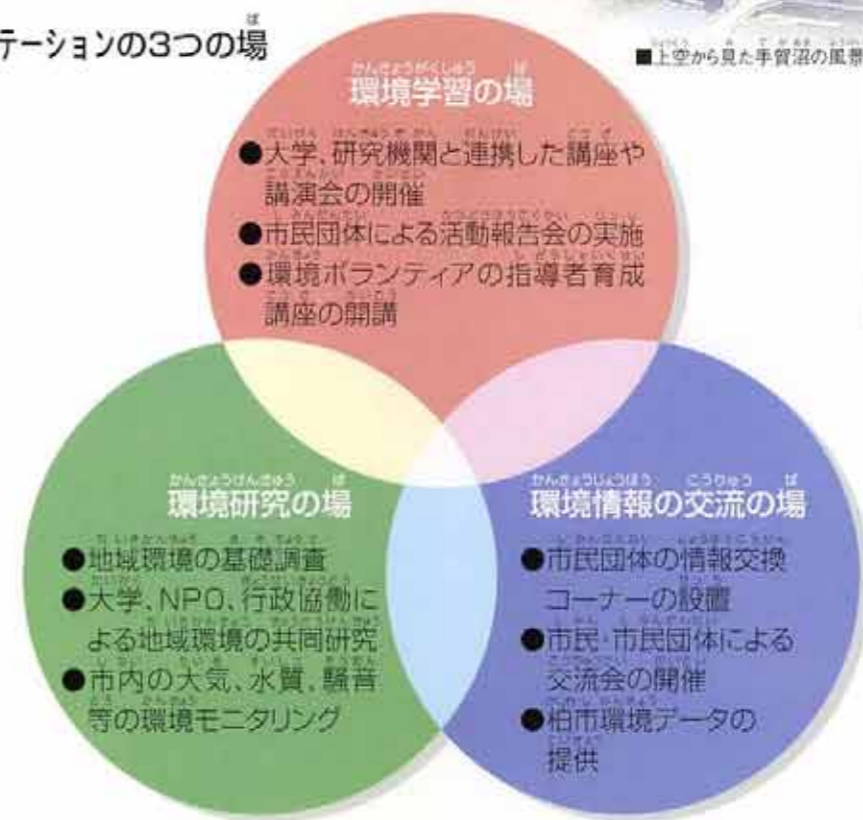 テーションの3つの場
■上空から見た手賀沼の風景
環境学習の場
●大学、研究機関と連携した講座や
講演会の開催
●市民団体による活動報告会の実施
●環境ボランティアの指導者育成
講座の開講
環境研究の場
●地域環境の基礎調査
●大学、NPO、行政協働に
よる地域環境の共同研究
●市内の大気、水質、騒音
等の環境モニタリング
環境情報の交流の場
●市民団体の情報交換
コーナーの設置
●市民・市民団体による
交流会の開催
●柏市環境データの
提供